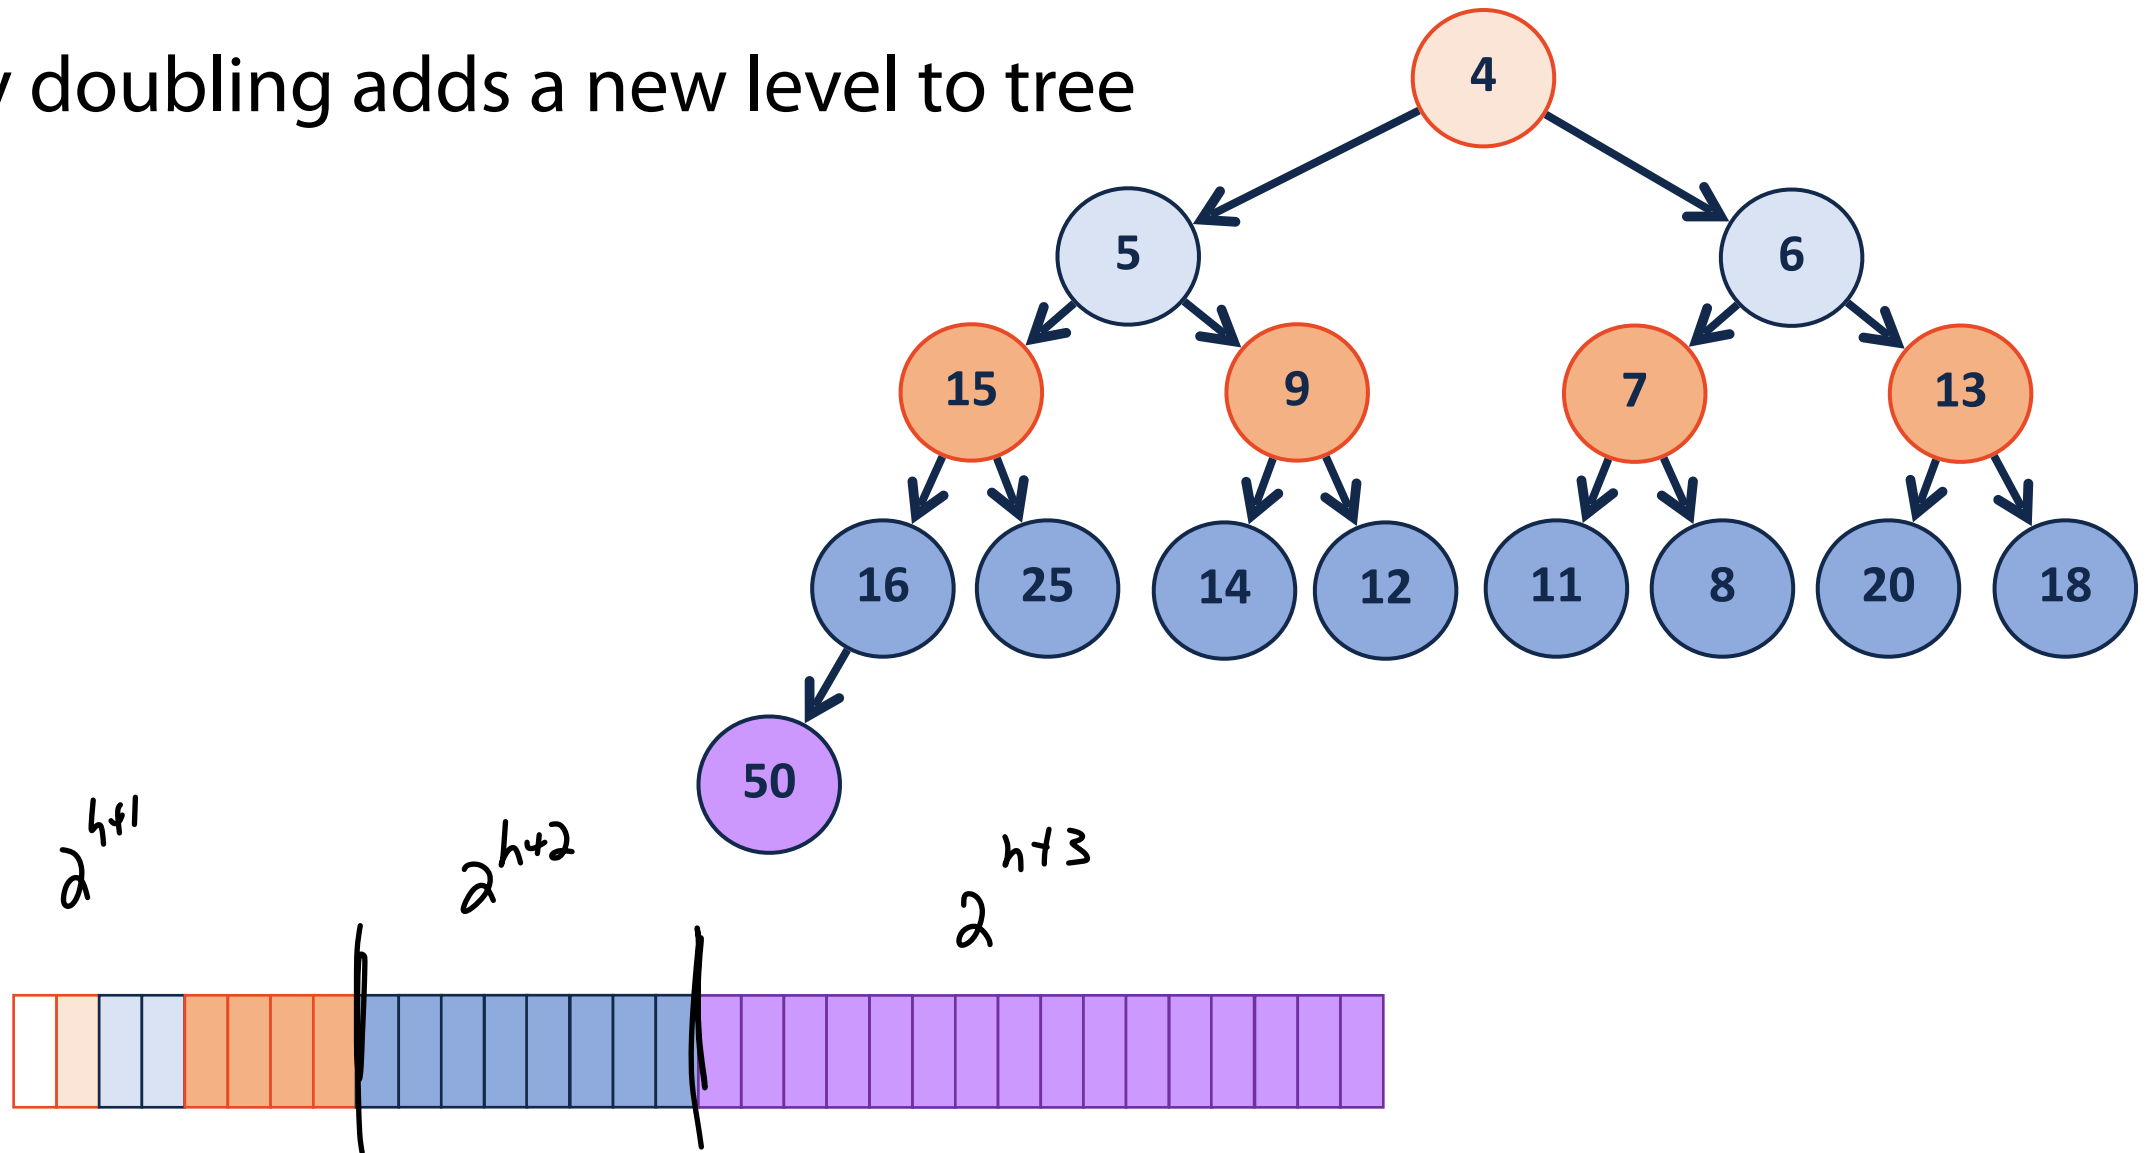 doubling adds a new level to tree
4
5 6
15 9 7 13
16 25 14 12 11 8 20 18
50
2^{h+1} 2^{h+2} 2^{h+3}